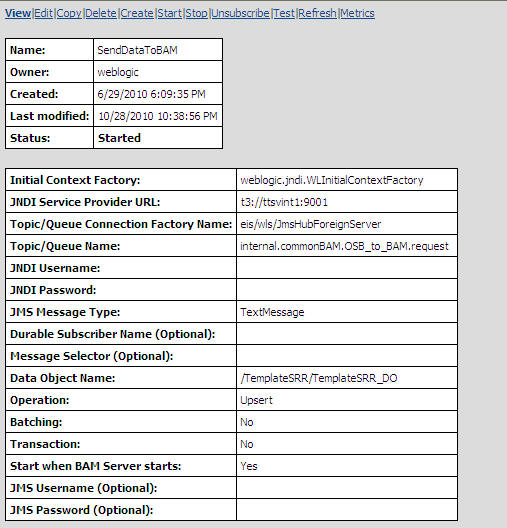 View|Edit|Copy|Delete|Create|Start|Stop|Unsubscribe|Test|Refresh|Metrics
Name: SendDataToBAM
Owner: weblogic
Created: 6/29/2010 6:09:35 PM
Last modified: 10/28/2010 10:38:56 PM
Status: Started
Initial Context Factory: weblogic.jndi.WLInitialContextFactory
JNDI Service Provider URL: t3://ttsvint1:9001
Topic/Queue Connection Factory Name: eis/wls/JmsHubForeignServer
Topic/Queue Name: internal.commonBAM.OSB_to_BAM.request
JNDI Username:
JNDI Password:
JMS Message Type: TextMessage
Durable Subscriber Name (Optional):
Message Selector (Optional):
Data Object Name: /TemplateSRR/TemplateSRR_DO
Operation: Upsert
Batching: No
Transaction: No
Start when BAM Server starts: Yes
JMS Username (Optional):
JMS Password (Optional):